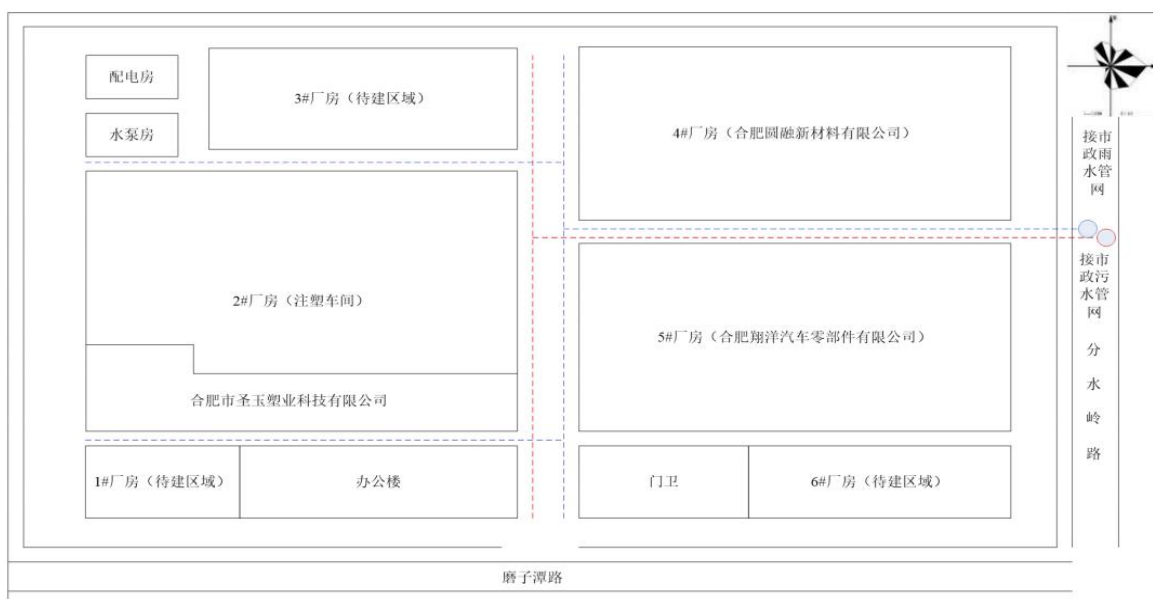 配电房
3#厂房（待建区域）
水泵房
4#厂房（合肥圆融新材料有限公司）
接市
政雨
水管
网
2#厂房（注塑车间）
接市
政污
水管
网
5#厂房（合肥翔洋汽车零部件有限公司）
分
水
岭
路
合肥市圣玉塑业科技有限公司
1#厂房（待建区域）
办公楼
门卫
6#厂房（待建区域）
磨子潭路